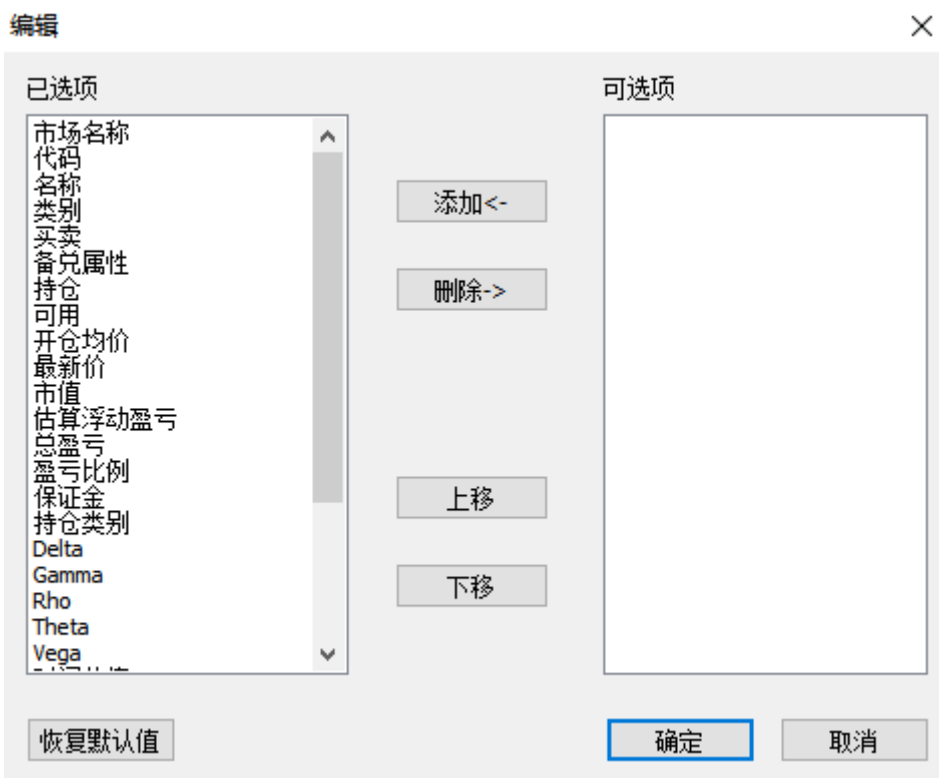 编辑
已选项
可选项
市场名称
代码
名称
类别
买卖
备兑属性
持仓
可用
开仓均价
最新价
市值
估算浮动盈亏
总盈亏
盈亏比例
保证金
持仓类别
Delta
Gamma
Rho
Theta
Vega
添加<-
删除->
上移
下移
恢复默认值
确定
取消